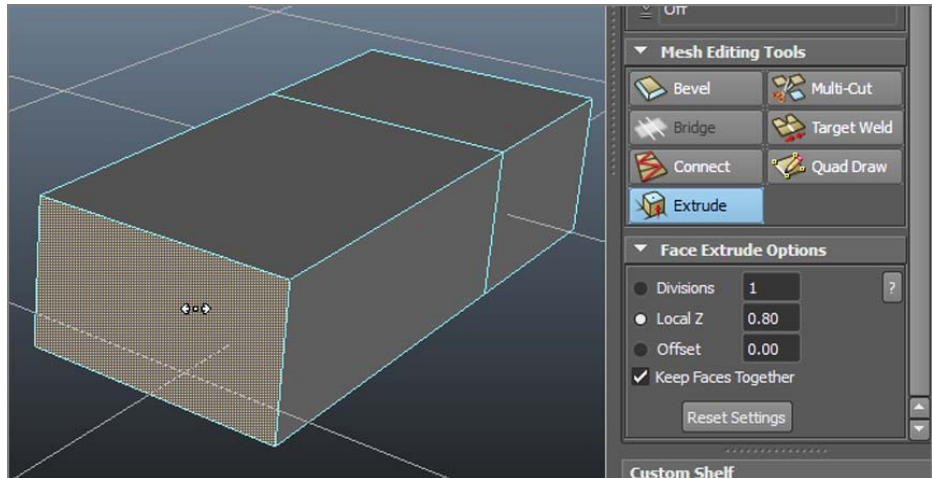 Off
Mesh Editing Tools
Bevel Multi-Cut
Bridge Target Weld
Connect Quad Draw
Extrude
Face Extrude Options
Divisions 1 ?
Local Z 0.80
Offset 0.00
Keep Faces Together
Reset Settings
Custom Shelf